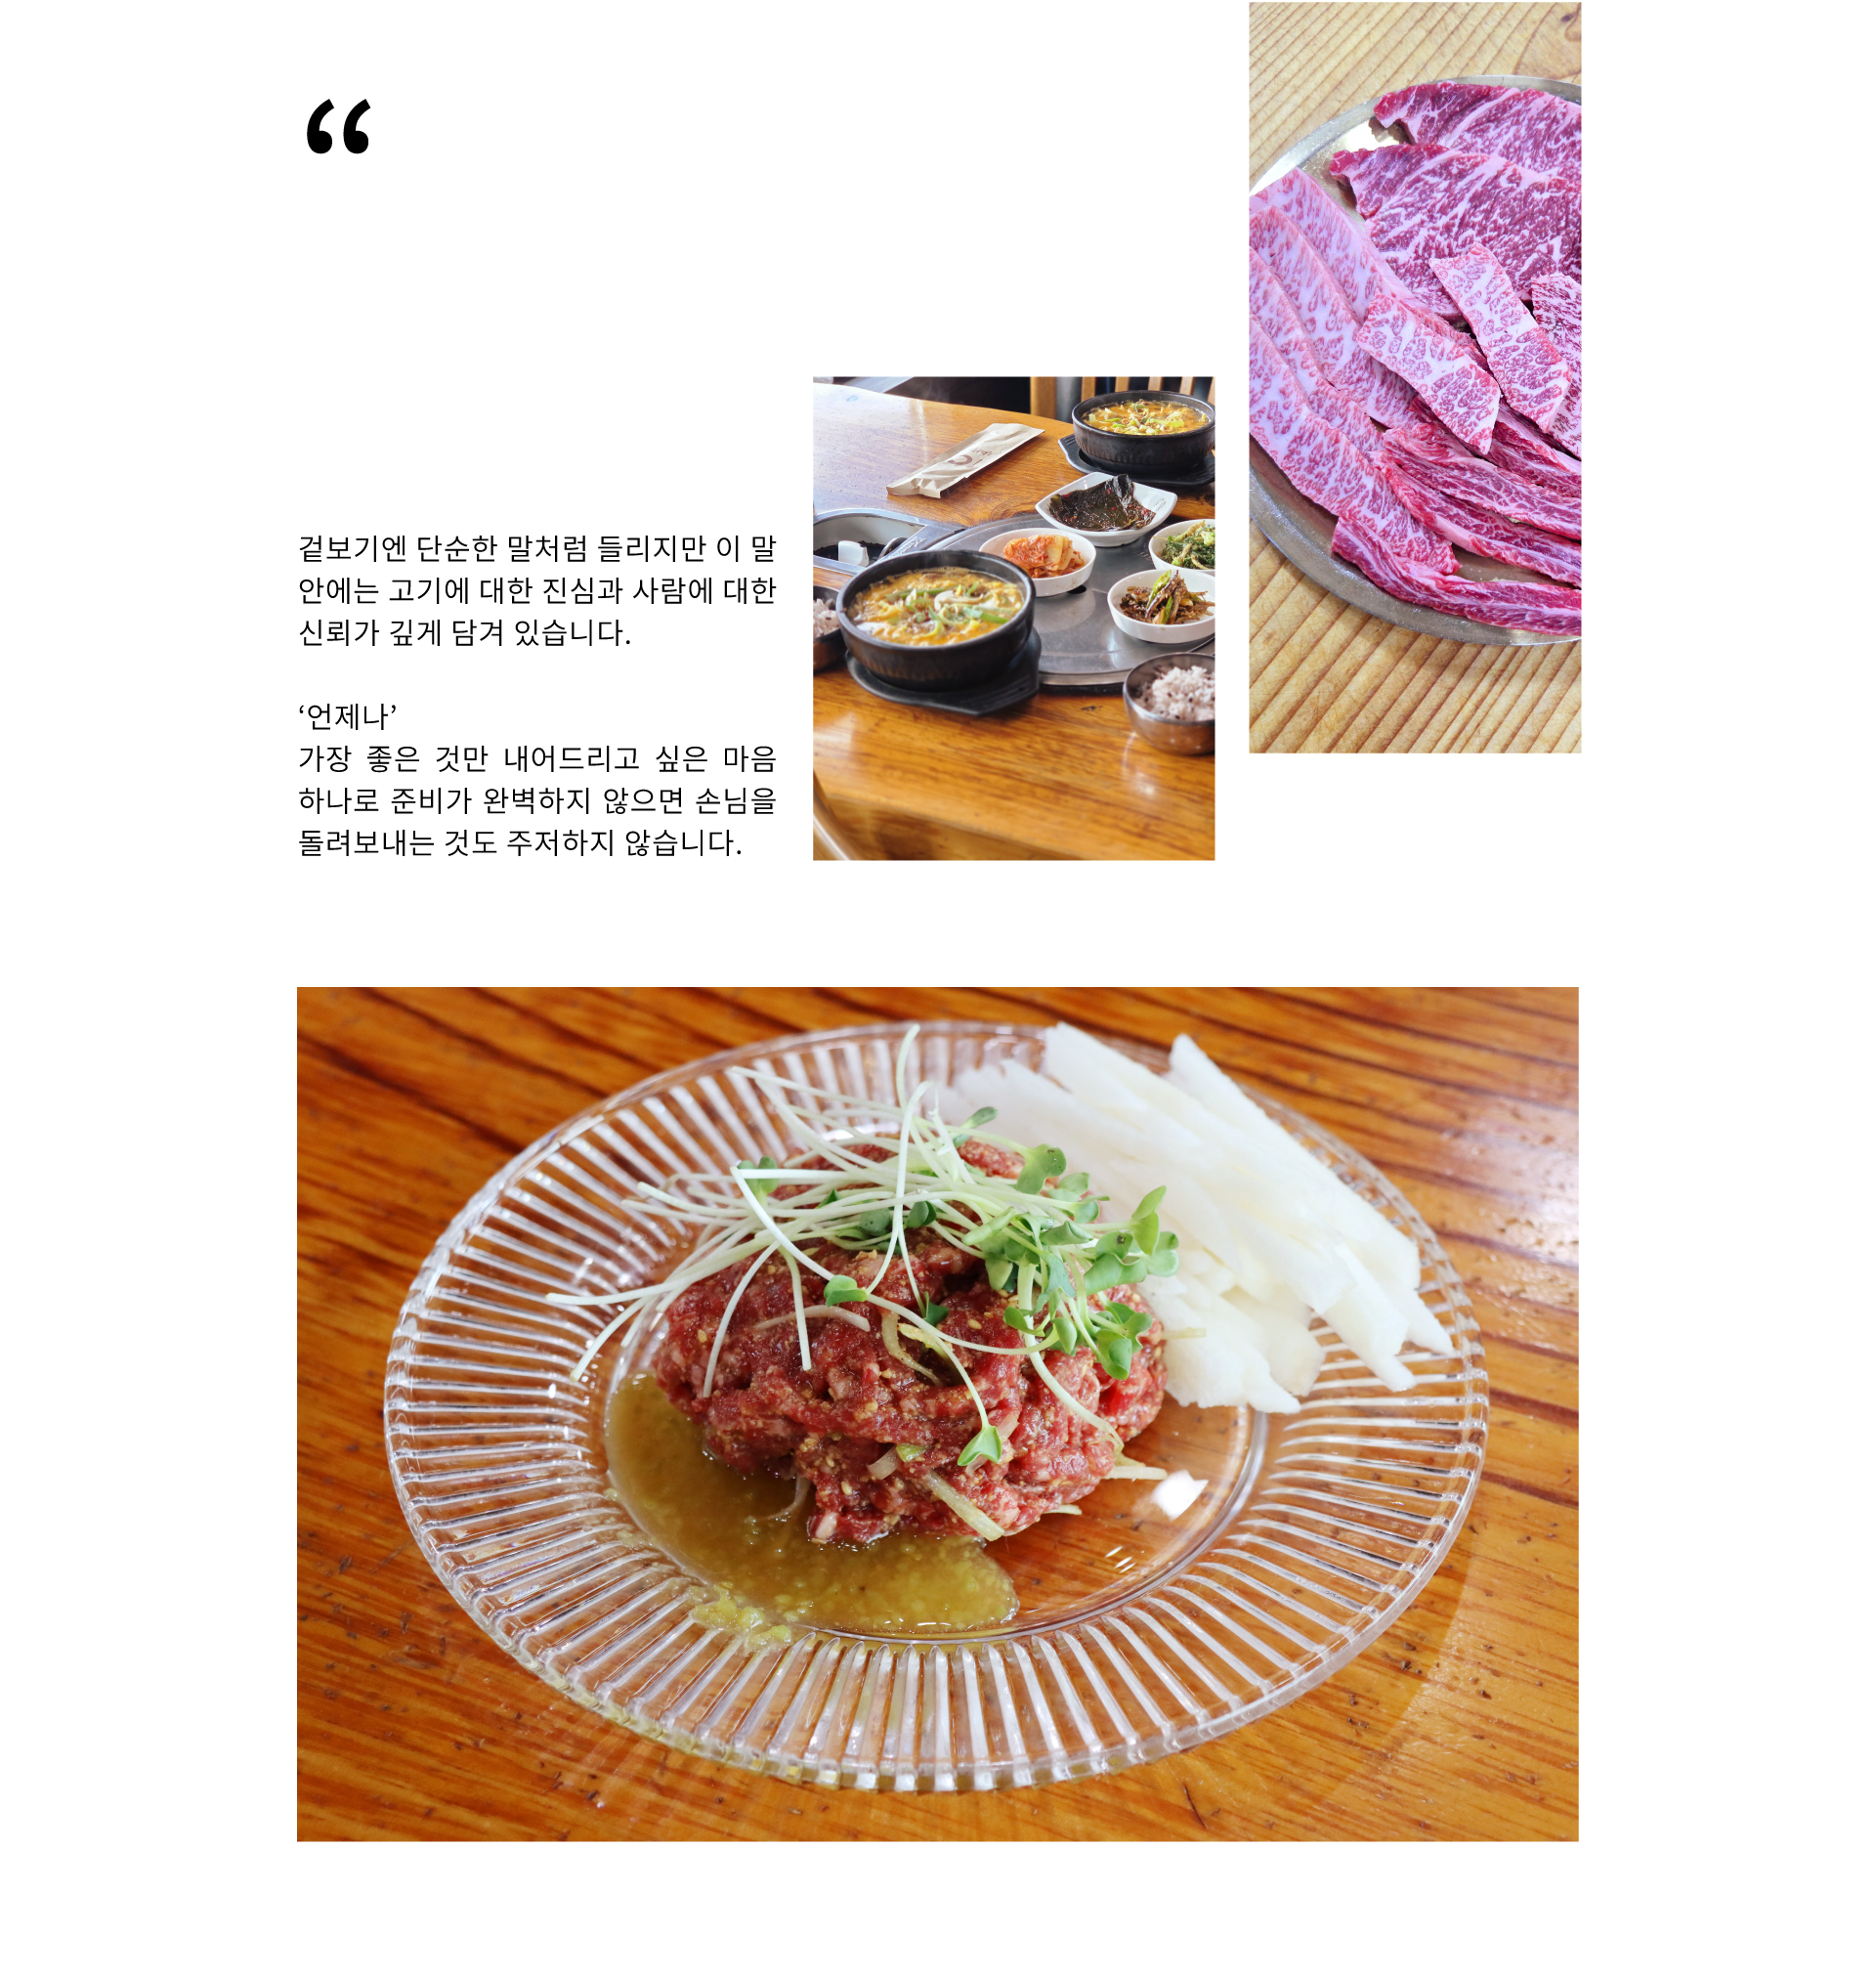 “
겉보기엔 단순한 말처럼 들리지만 이 말
안에는 고기에 대한 진심과 사람에 대한
신뢰가 깊게 담겨 있습니다.
‘언제나’
가장 좋은 것만 내어드리고 싶은 마음
하나로 준비가 완벽하지 않으면 손님을
돌려보내는 것도 주저하지 않습니다.